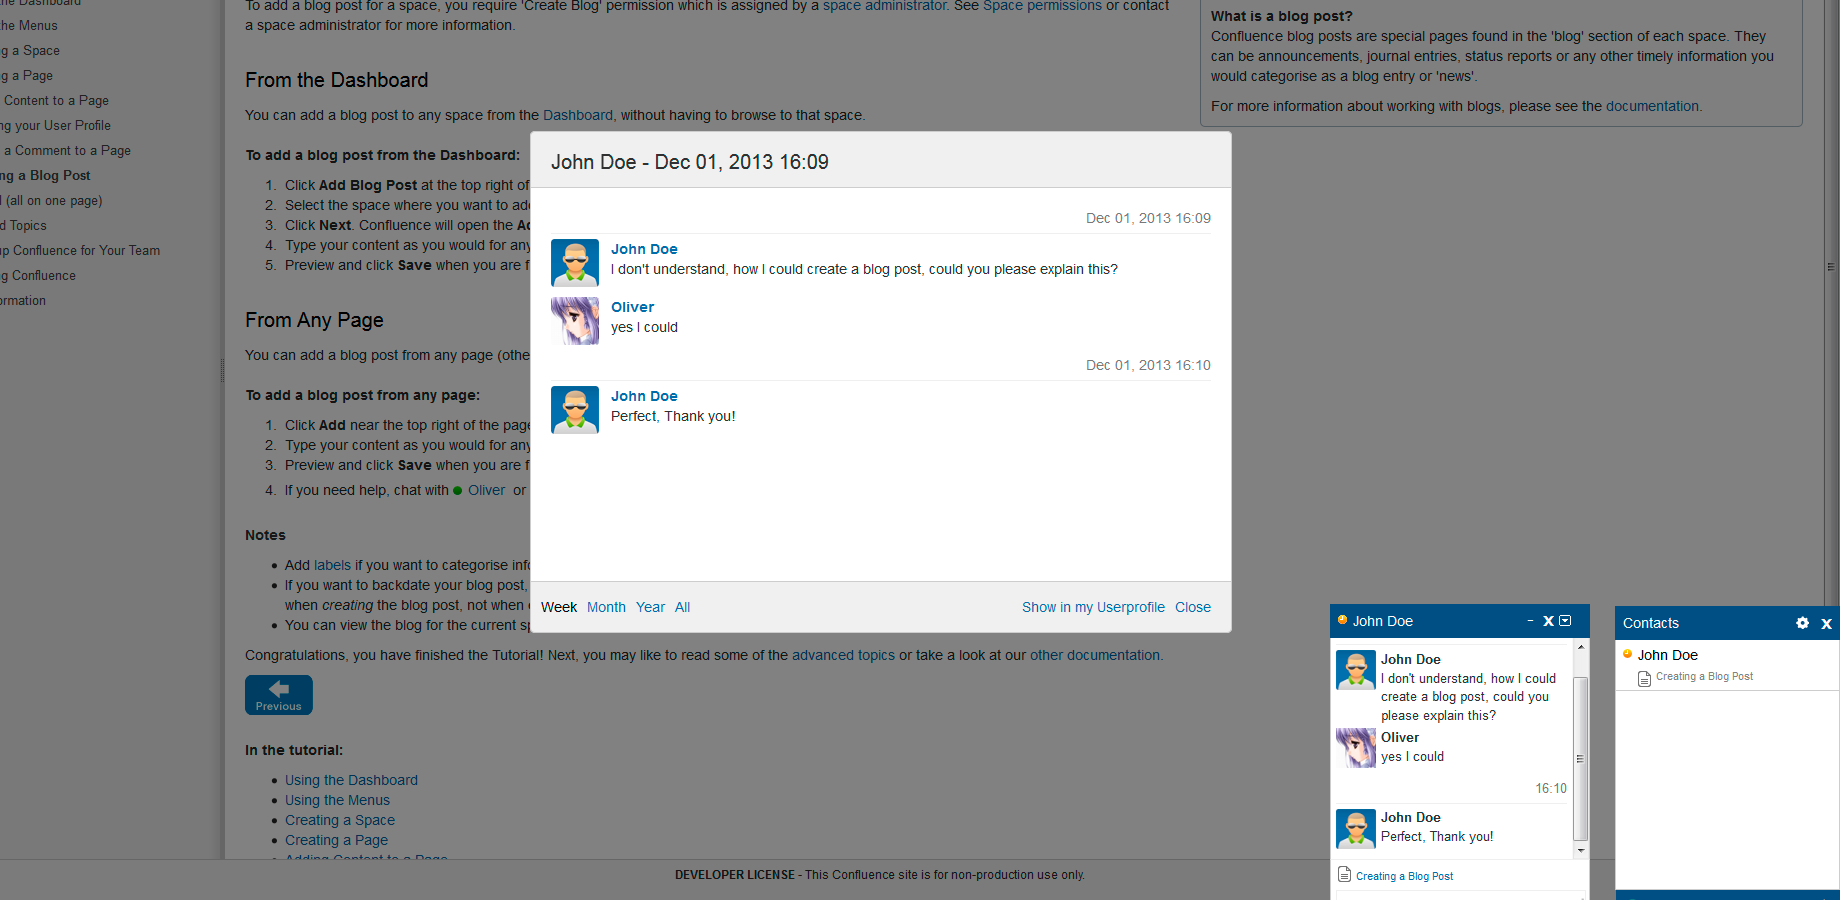 the Dashboard
the Menus
g a Space
g a Page
Content to a Page
ng your User Profile
a Comment to a Page
ng a Blog Post
l (all on one page)
d Topics
up Confluence for Your Team
g Confluence
ormation
To add a blog post for a space, you require 'Create Blog' permission which is assigned by a space administrator. See Space permissions or contact
a space administrator for more information.
From the Dashboard
You can add a blog post to any space from the Dashboard, without having to browse to that space.
To add a blog post from the Dashboard:
1. Click Add Blog Post at the top right of
2. Select the space where you want to ad
3. Click Next. Confluence will open the A
4. Type your content as you would for any
5. Preview and click Save when you are f
From Any Page
You can add a blog post from any page (othe
To add a blog post from any page:
1. Click Add near the top right of the page
2. Type your content as you would for any
3. Preview and click Save when you are f
4. If you need help, chat with Oliver or
Notes
• Add labels if you want to categorise info
• If you want to backdate your blog post,
when creating the blog post, not when
• You can view the blog for the current sp
Congratulations, you have finished the Tutorial! Next, you may like to read some of the advanced topics or take a look at our other documentation.
Previous
In the tutorial:
• Using the Dashboard
• Using the Menus
• Creating a Space
• Creating a Page
• Adding Content to a Page
What is a blog post?
Confluence blog posts are special pages found in the 'blog' section of each space. They
can be announcements, journal entries, status reports or any other timely information you
would categorise as a blog entry or 'news'.
For more information about working with blogs, please see the documentation.
John Doe - Dec 01, 2013 16:09
Dec 01, 2013 16:09
John Doe
I don't understand, how I could create a blog post, could you please explain this?
Oliver
yes I could
Dec 01, 2013 16:10
John Doe
Perfect, Thank you!
Week Month Year All
Show in my Userprofile Close
John Doe
John Doe
I don't understand, how I could
create a blog post, could you
please explain this?
Oliver
yes I could
16:10
John Doe
Perfect, Thank you!
Creating a Blog Post
Contacts
John Doe
Creating a Blog Post
DEVELOPER LICENSE - This Confluence site is for non-production use only.